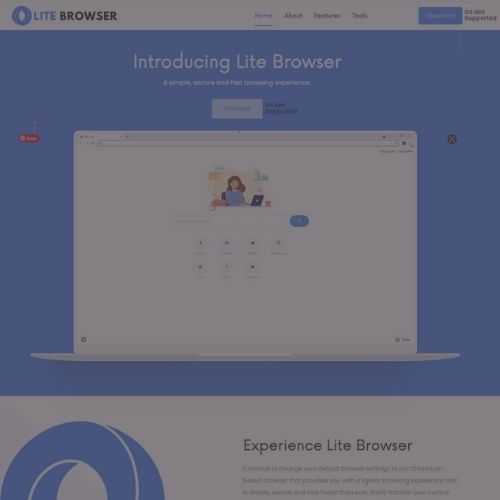 LITE BROWSER
Home About Features Tools
Download
OS Not
Supported
Introducing Lite Browser
A simple, secure and fast browsing experience.
Continue
OS Not
Supported
Save
Experience Lite Browser
Continue to change your default browser settings to our Chromium-
based browser that provides you with a lighter browsing experience that
is simple, secure and now faster than ever. Easily transfer your current